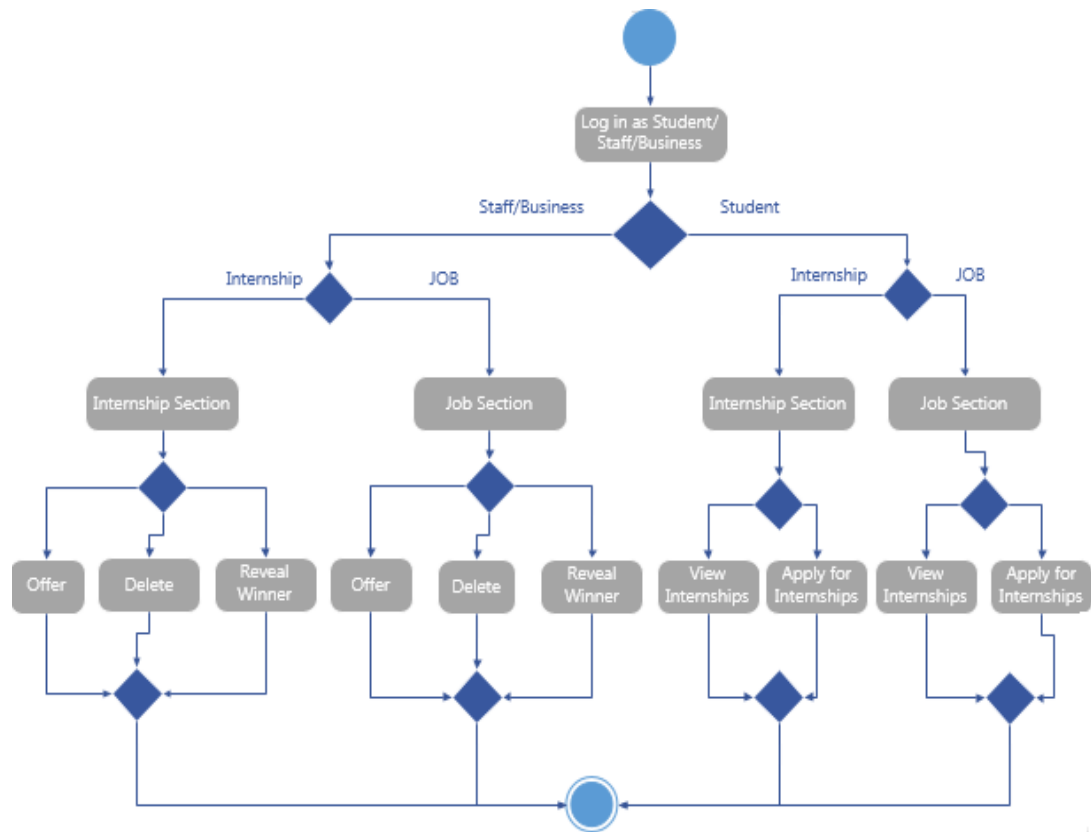 Log in as Student/
Staff/Business
Staff/Business
Student
Internship
JOB
Internship
JOB
Internship Section
Job Section
Internship Section
Job Section
Offer
Delete
Reveal
Winner
Offer
Delete
Reveal
Winner
View
Internships
Apply for
Internships
View
Internships
Apply for
Internships